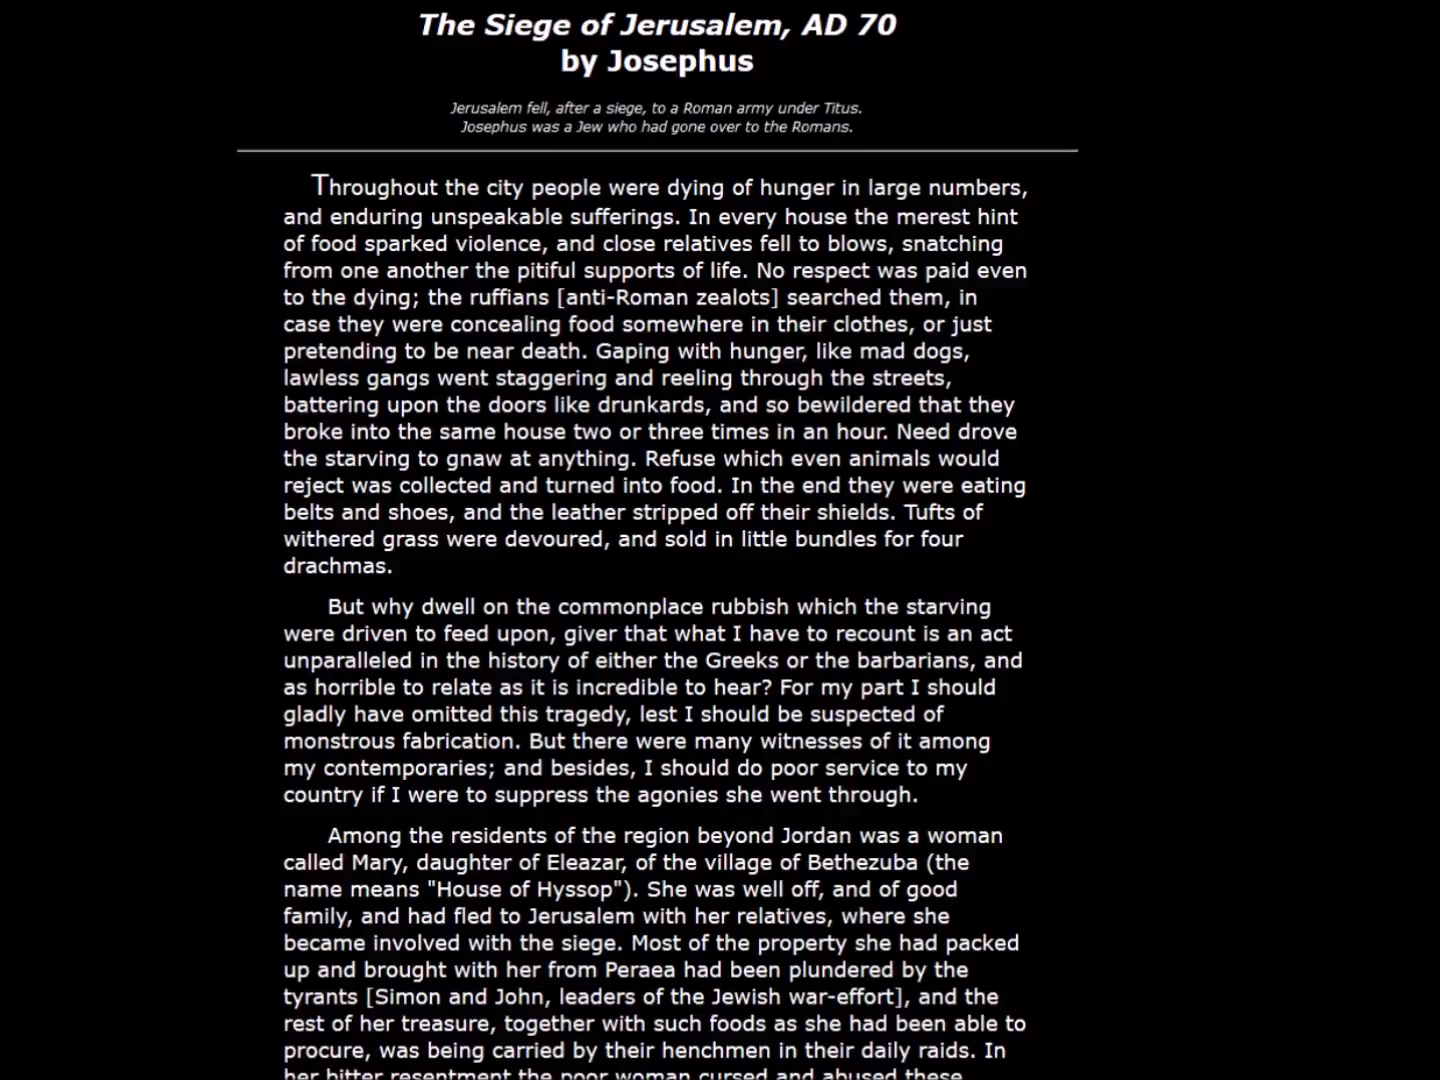 The Siege of Jerusalem, AD 70
by Josephus
Jerusalem fell, after a siege, to a Roman army under Titus.
Josephus was a Jew who had gone over to the Romans.
Throughout the city people were dying of hunger in large numbers,
and enduring unspeakable sufferings. In every house the merest hint
of food sparked violence, and close relatives fell to blows, snatching
from one another the pitiful supports of life. No respect was paid even
to the dying; the ruffians [anti-Roman zealots] searched them, in
case they were concealing food somewhere in their clothes, or just
pretending to be near death. Gaping with hunger, like mad dogs,
lawless gangs went staggering and reeling through the streets,
battering upon the doors like drunkards, and so bewildered that they
broke into the same house two or three times in an hour. Need drove
the starving to gnaw at anything. Refuse which even animals would
reject was collected and turned into food. In the end they were eating
belts and shoes, and the leather stripped off their shields. Tufts of
withered grass were devoured, and sold in little bundles for four
drachmas.
But why dwell on the commonplace rubbish which the starving
were driven to feed upon, giver that what I have to recount is an act
unparalleled in the history of either the Greeks or the barbarians, and
as horrible to relate as it is incredible to hear? For my part I should
gladly have omitted this tragedy, lest I should be suspected of
monstrous fabrication. But there were many witnesses of it among
my contemporaries; and besides, I should do poor service to my
country if I were to suppress the agonies she went through.
Among the residents of the region beyond Jordan was a woman
called Mary, daughter of Eleazar, of the village of Bethezuba (the
name means "House of Hyssop"). She was well off, and of good
family, and had fled to Jerusalem with her relatives, where she
became involved with the siege. Most of the property she had packed
up and brought with her from Peraea had been plundered by the
tyrants [Simon and John, leaders of the Jewish war-effort], and the
rest of her treasure, together with such foods as she had been able to
procure, was being carried by their henchmen in their daily raids. In
her bitter resentment the poor woman cursed and abused these